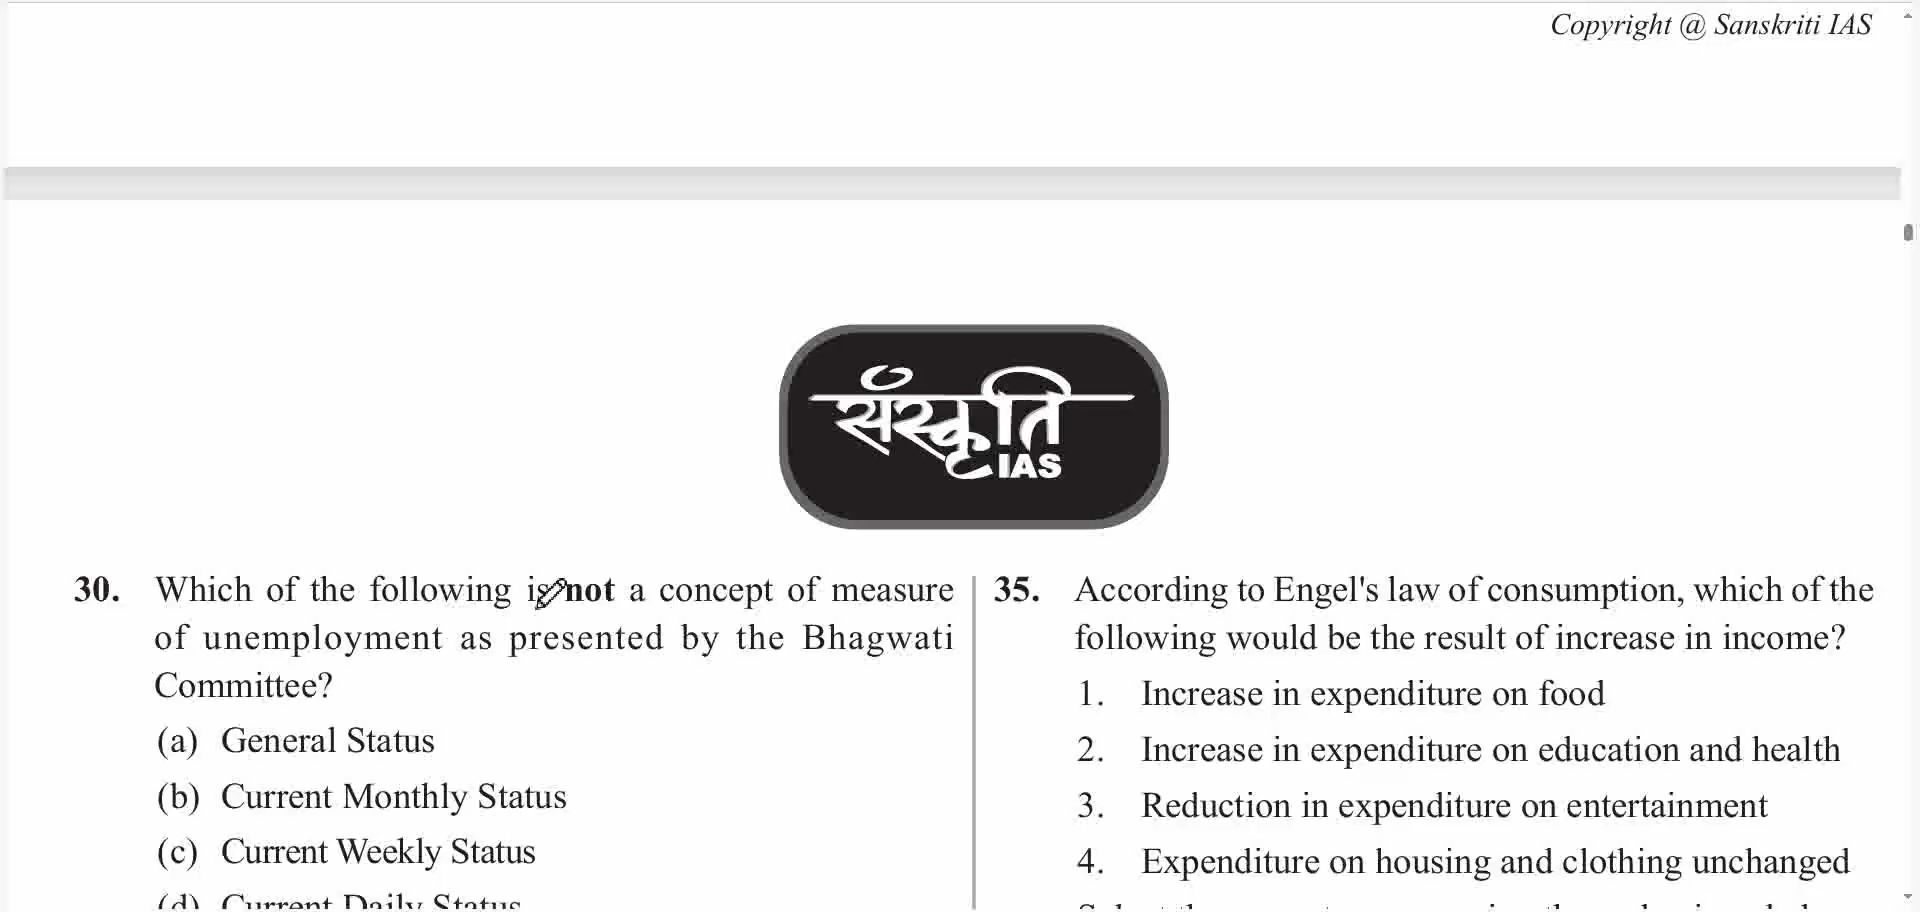 Copyright @ Sanskriti IAS
संस्कृति
IAS
30. Which of the following is not a concept of measure
of unemployment as presented by the Bhagwati
Committee?
(a) General Status
(b) Current Monthly Status
(c) Current Weekly Status
(d) Current Daily Status
35. According to Engel's law of consumption, which of the
following would be the result of increase in income?
1. Increase in expenditure on food
2. Increase in expenditure on education and health
3. Reduction in expenditure on entertainment
4. Expenditure on housing and clothing unchanged